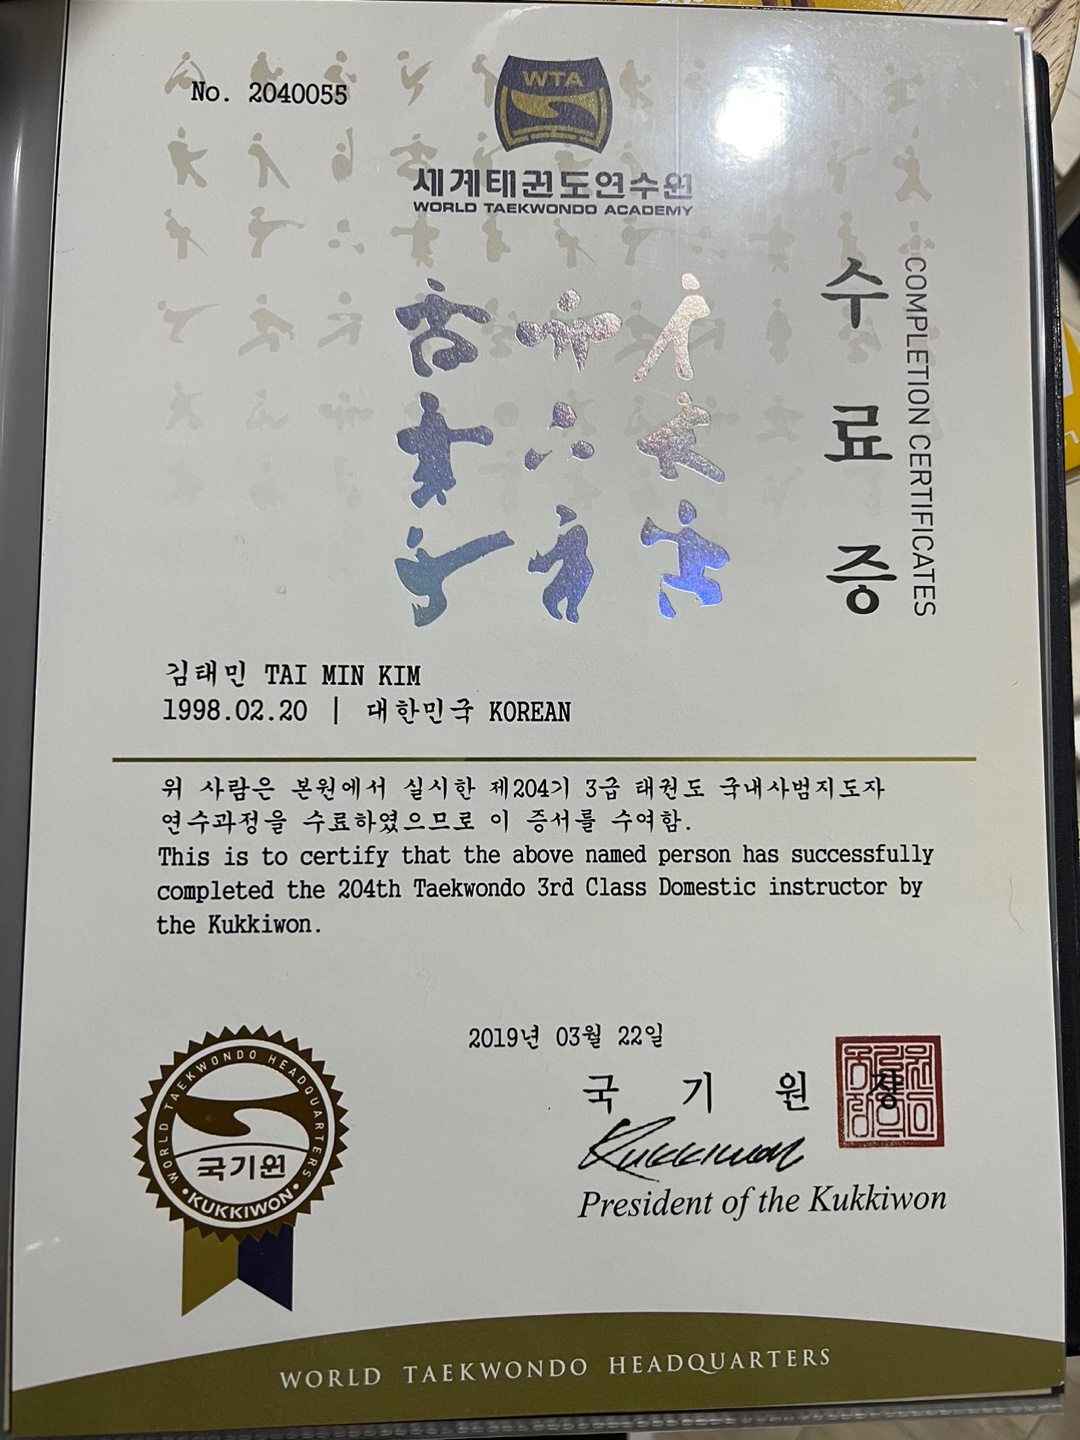 No. 2040055
WTA
세계태권도연수원
WORLD TAEKWONDO ACADEMY
수료증
COMPLETION CERTIFICATES
김태민 TAI MIN KIM
1998.02.20 | 대한민국 KOREAN
위 사람은 본원에서 실시한 제204기 3급 태권도 국내사범지도자
연수과정을 수료하였으므로 이 증서를 수여함.
This is to certify that the above named person has successfully
completed the 204th Taekwondo 3rd Class Domestic instructor by
the Kukkiwon.
2019년 03월 22일
국 기 원 장
Kukkiwon
President of the Kukkiwon
WORLD TAEKWONDO HEADQUARTERS
국기원
KUKKIWON
WORLD TAEKWONDO HEADQUARTERS